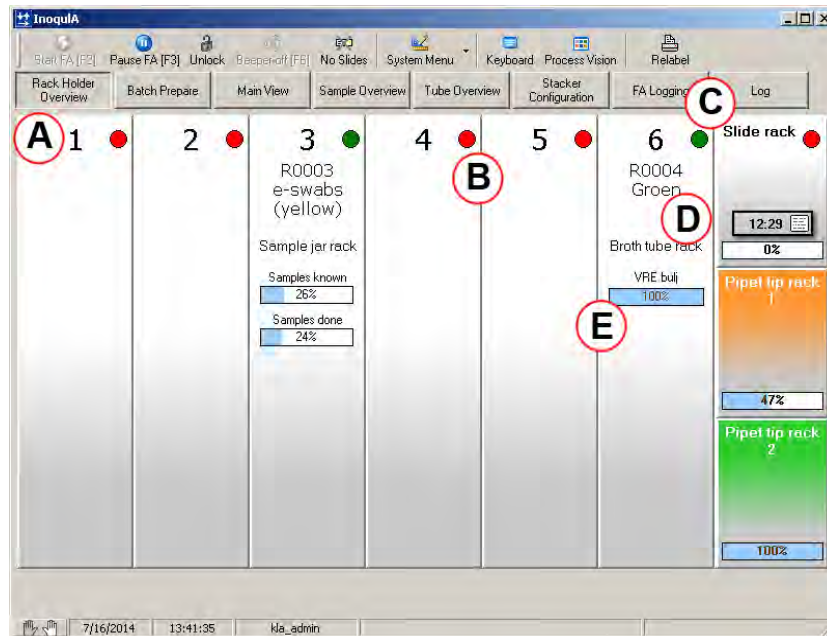 InoqulA
Start FA [F2] Pause FA [F3] Unlock Beeper-off [F6] No Slides System Menu Keyboard Process Vision Relabel
Rack Holder Overview
Batch Prepare
Main View
Sample Overview
Tube Overview
Stacker Configuration
FA Logging
Log
A
B
C
D
E
1
2
3
R0003
e-swabs
(yellow)
Sample jar rack
Samples known
26%
Samples done
24%
4
5
6
R0004
Groen
Broth tube rack
VRE bulj
100%
Slide rack
12:29
0%
Pipet tip rack
1
47%
Pipet tip rack
2
100%
7/16/2014 13:41:35 kla_admin